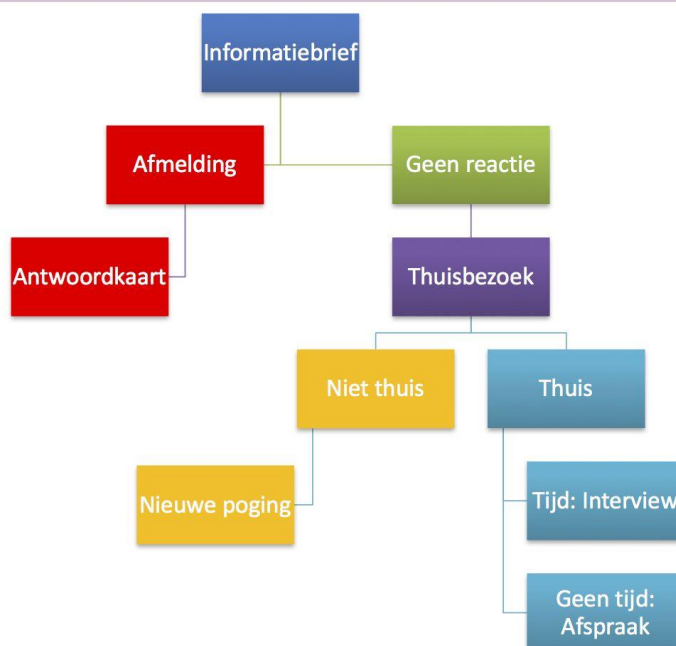 Informatiebrief
Afmelding
Geen reactie
Antwoordkaart
Thuisbezoek
Niet thuis
Thuis
Nieuwe poging
Tijd: Interview
Geen tijd:
Afspraak